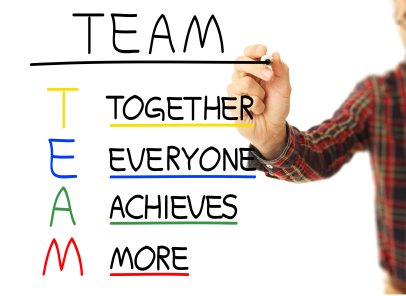 TEAM
T TOGETHER
E EVERYONE
A ACHIEVES
M MORE